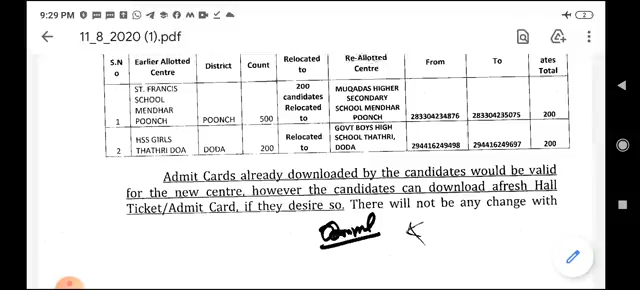 9:29 PM
2
11_8_2020 (1).pdf
S.N o Earlier Allotted Centre District Count Relocated to Re-Allotted Centre From To ates Total
1 ST. FRANCIS SCHOOL MENDHAR POONCH POONCH 500 200 candidates Relocated to MUQADAS HIGHER SECONDARY SCHOOL MENDHAR POONCH 283304234876 283304235075 200
2 HSS GIRLS THATHRI DOA DODA 200 Relocated to GOVT BOYS HIGH SCHOOL THATHRI, DODA 294416249498 294416249697 200
Admit Cards already downloaded by the candidates would be valid
for the new centre, however the candidates can download afresh Hall
Ticket/Admit Card, if they desire so. There will not be any change with